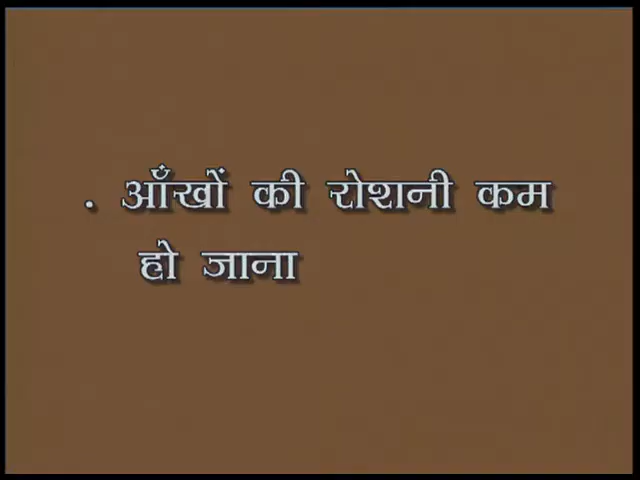 . आँखों की रोशनी कम
हो जाना